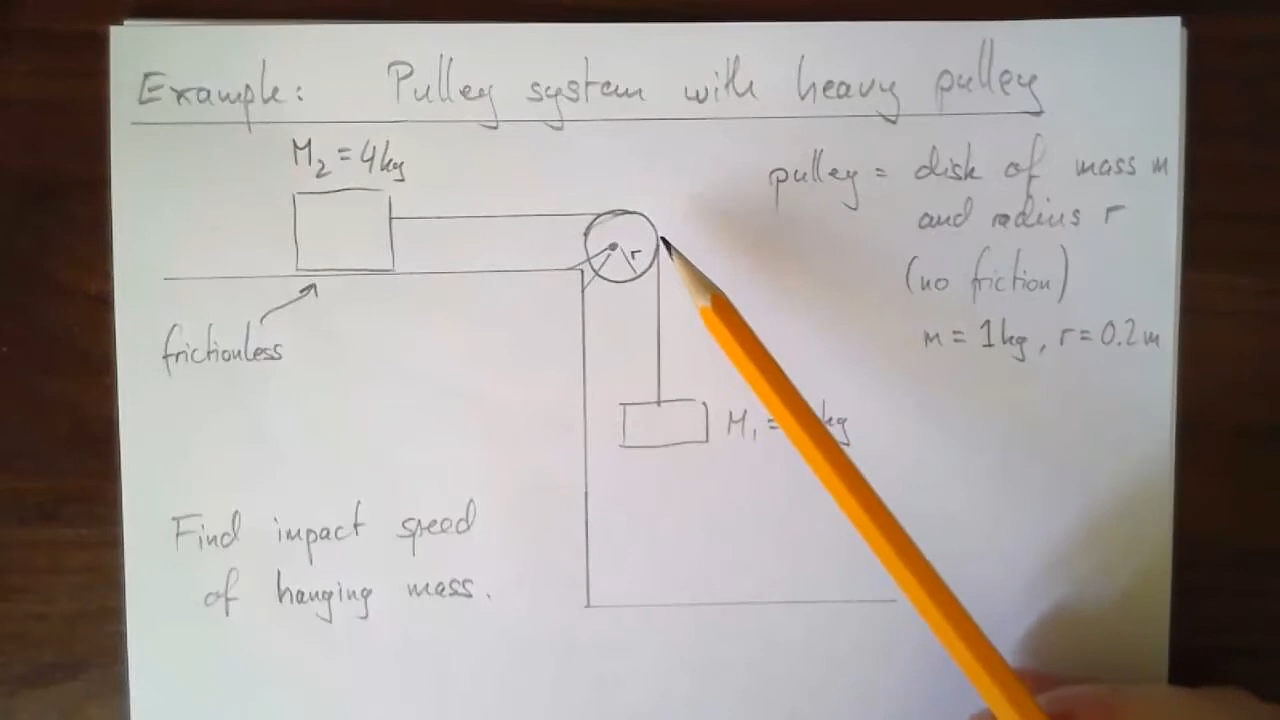 Example: Pulley system with heavy pulley
M₂ = 4kg
pulley = disk of mass m
and radius r
(no friction)
m = 1kg, r = 0.2m
r
frictionless
M₁ = kg
Find impact speed
of hanging mass.